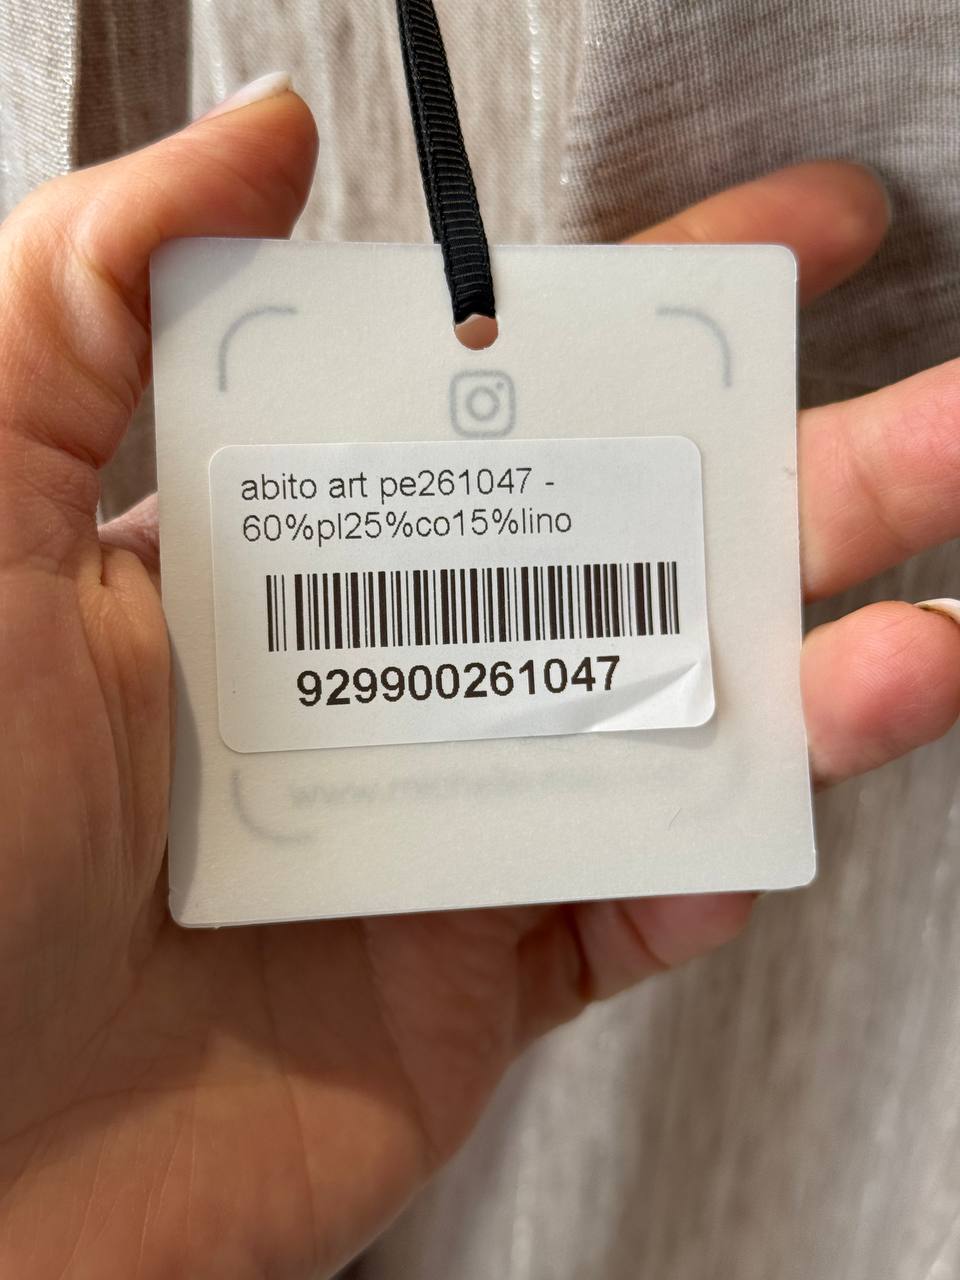 abito art pe261047 -
60%pl25%co15%lino
929900261047